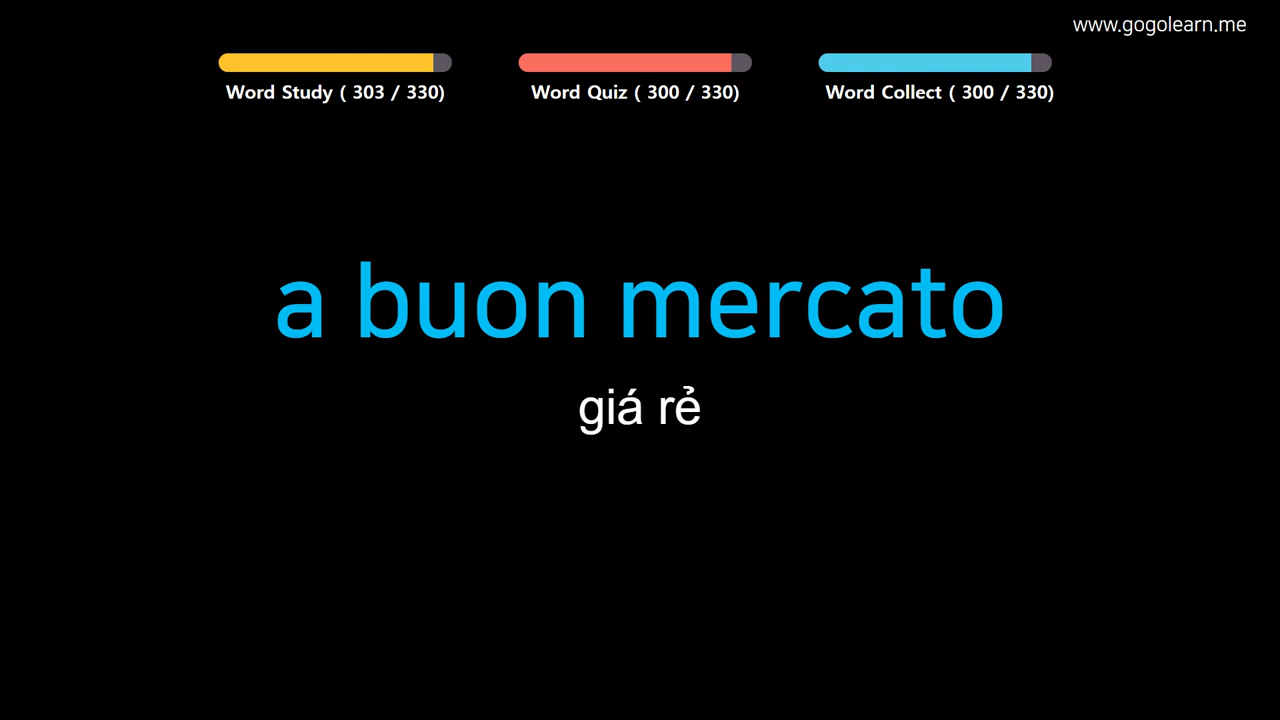 www.gogolearn.me
Word Study ( 303 / 330)
Word Quiz ( 300 / 330)
Word Collect ( 300 / 330)
a buon mercato
giá rẻ